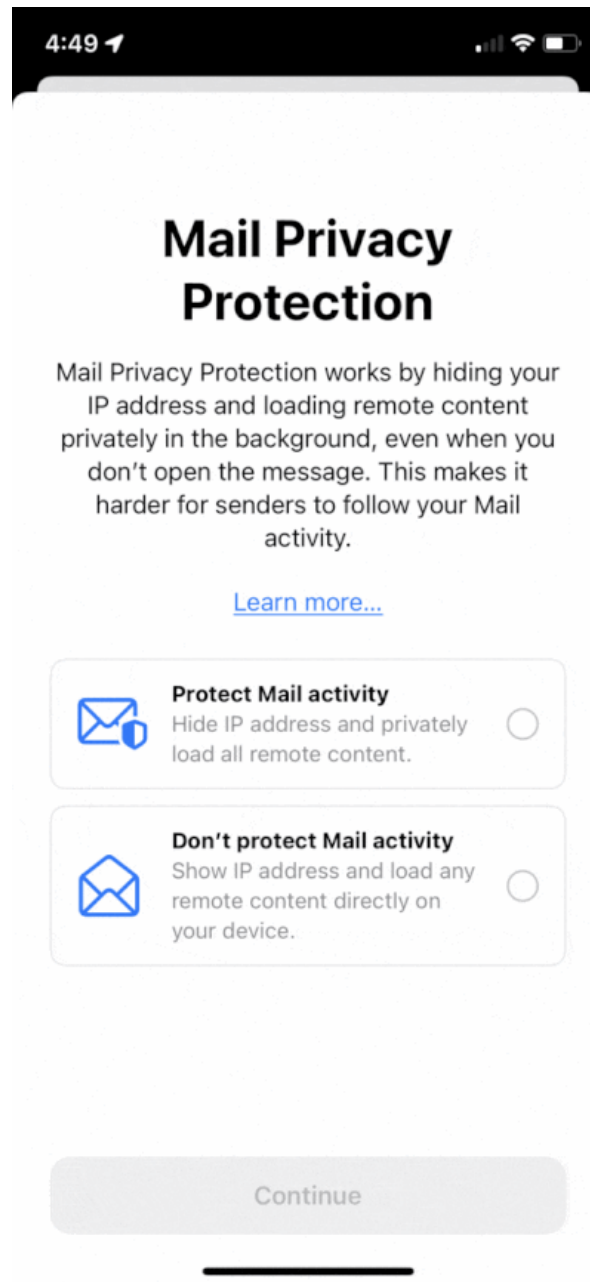 4:49
Mail Privacy
Protection
Mail Privacy Protection works by hiding your
IP address and loading remote content
privately in the background, even when you
don’t open the message. This makes it
harder for senders to follow your Mail
activity.
Learn more...
Protect Mail activity
Hide IP address and privately
load all remote content.
Don’t protect Mail activity
Show IP address and load any
remote content directly on
your device.
Continue